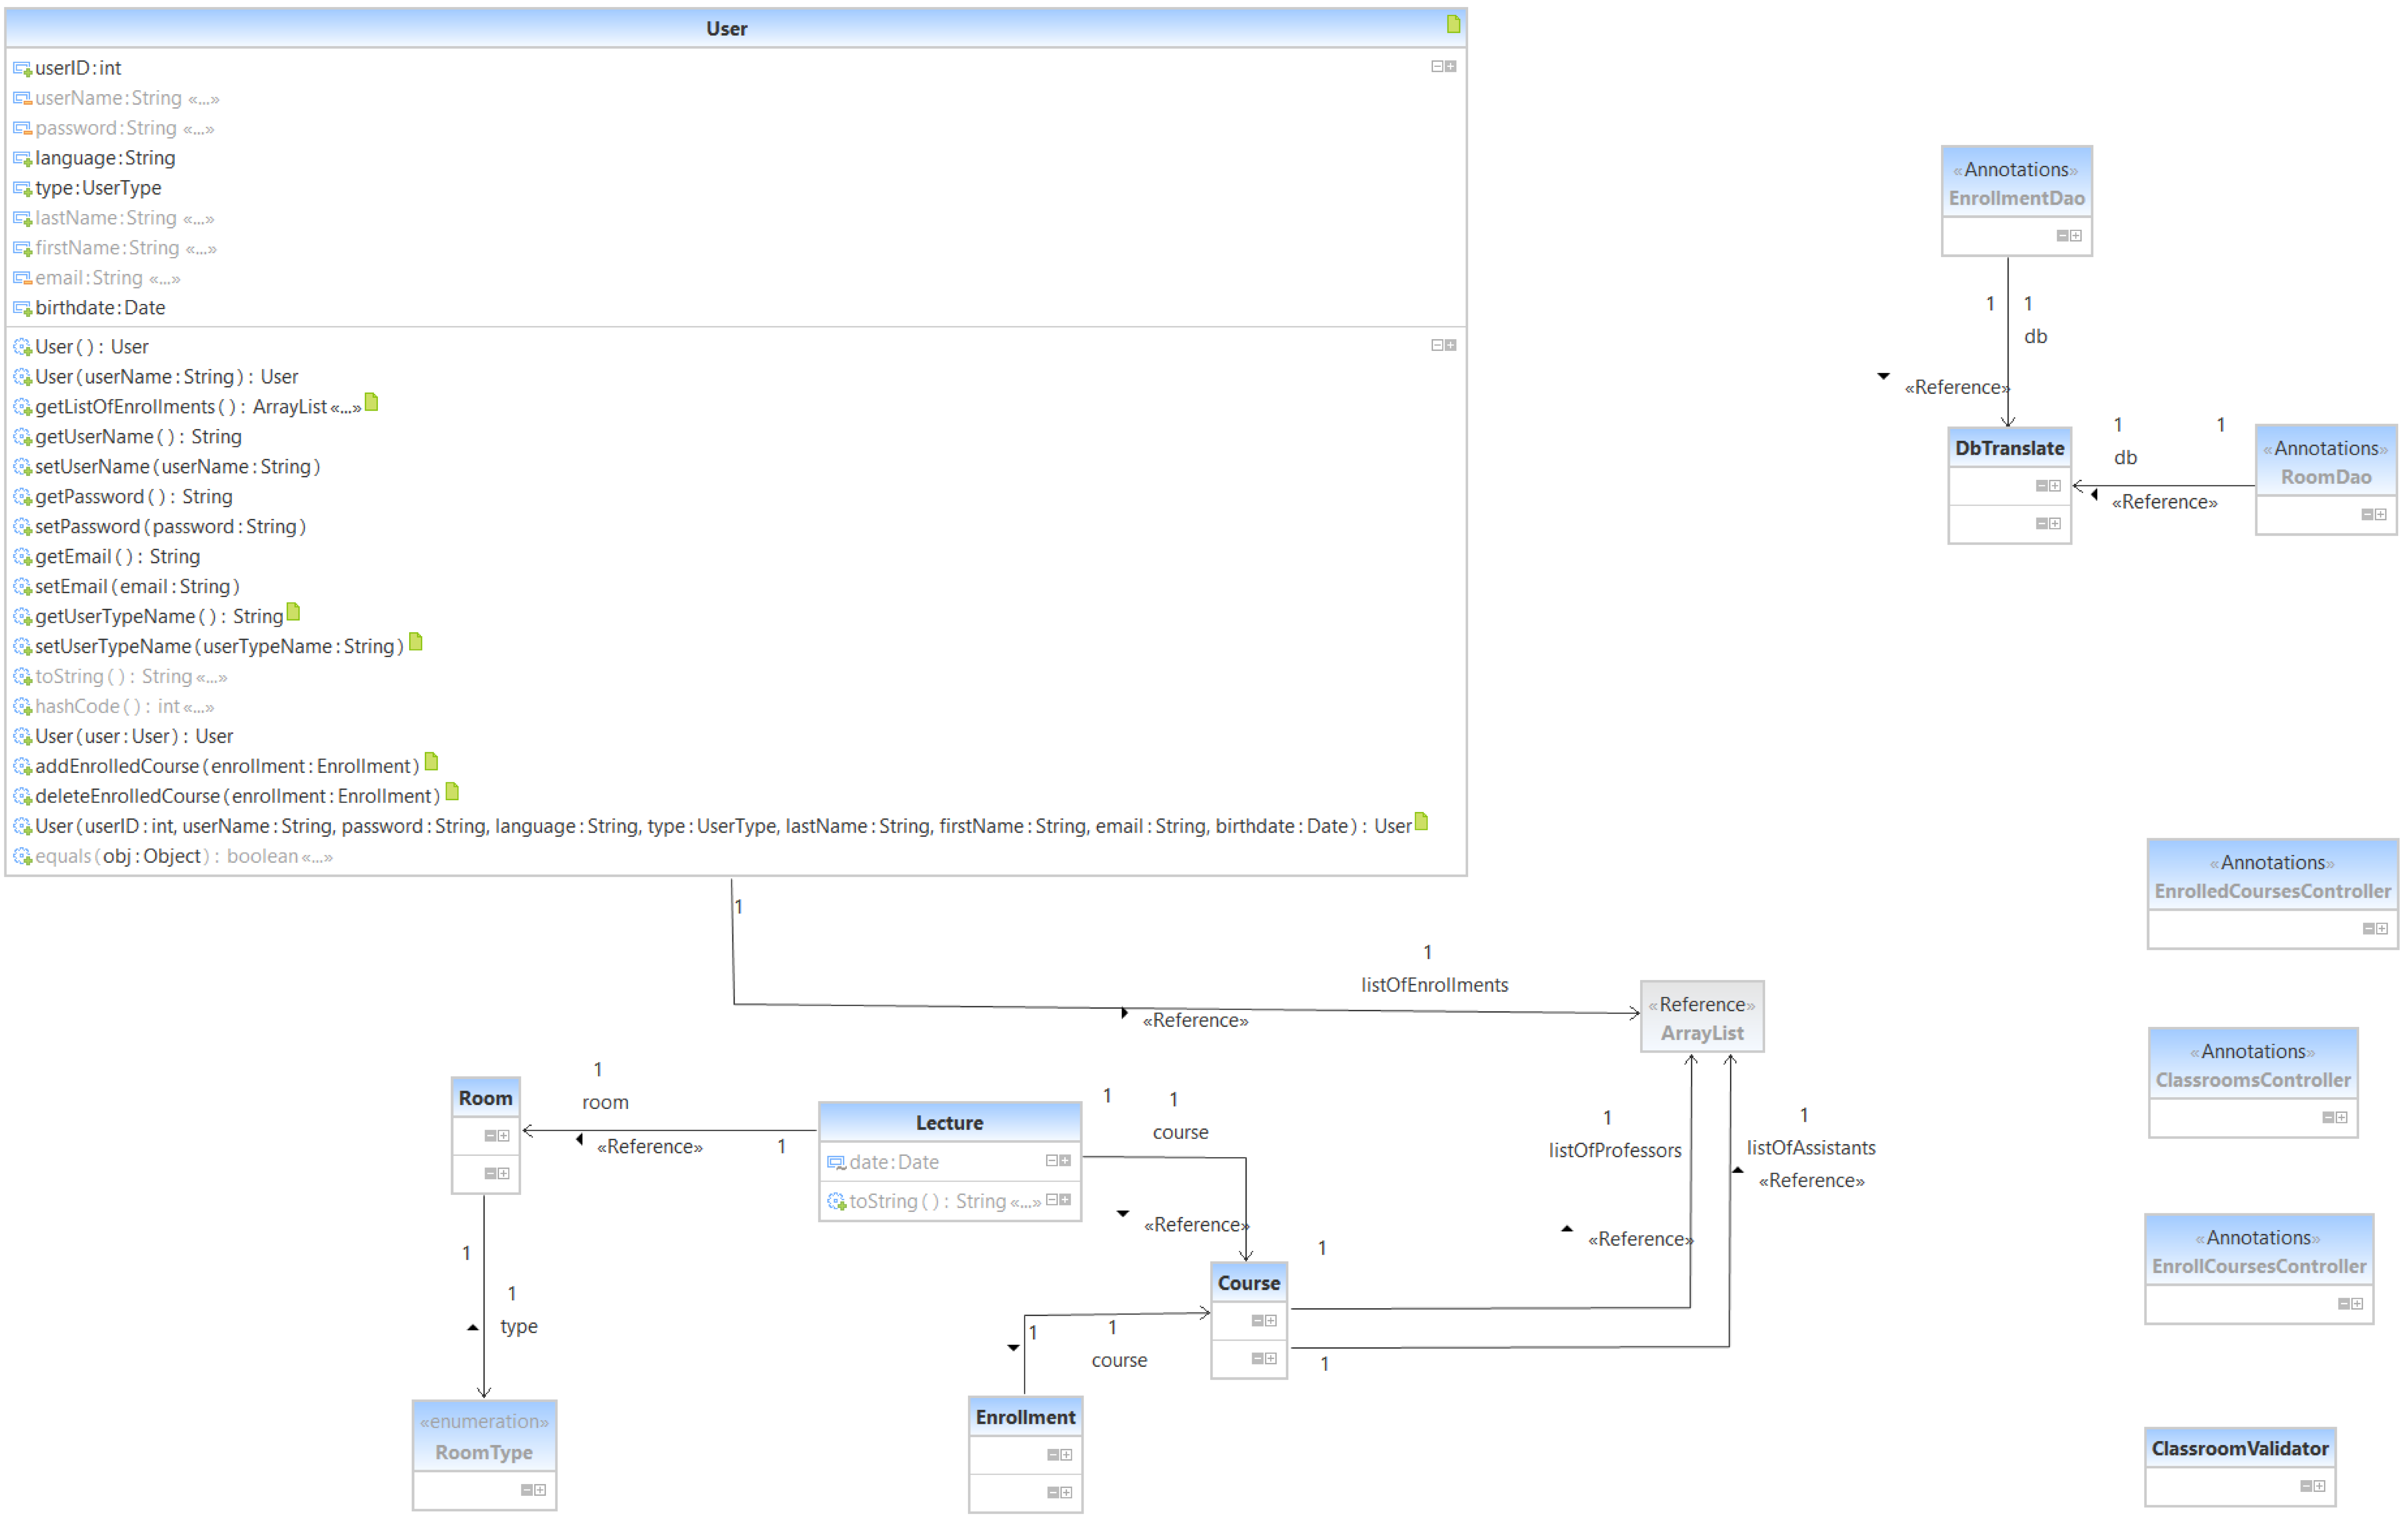 User
userID:int
userName:String «...»
password:String «...»
language:String
type:UserType
lastName:String «...»
firstName:String «...»
email:String «...»
birthdate:Date
User(): User
User(userName:String): User
getListOfEnrollments(): ArrayList«...»
getUserName(): String
setUserName(userName:String)
getPassword(): String
setPassword(password:String)
getEmail(): String
setEmail(email:String)
getUserTypeName(): String
setUserTypeName(userTypeName:String)
toString(): String«...»
hashCode(): int«...»
User(user:User): User
addEnrolledCourse(enrollment:Enrollment)
deleteEnrolledCourse(enrollment:Enrollment)
User(userID:int, userName:String, password:String, language:String, type:UserType, lastName:String, firstName:String, email:String, birthdate:Date): User
equals(obj:Object): boolean«...»
«Annotations»
EnrollmentDao
1 1
db
«Reference»
DbTranslate
1 1
db
«Reference»
«Annotations»
RoomDao
«Annotations»
EnrolledCoursesController
1
1
listOfEnrollments
«Reference»
«Reference»
ArrayList
«Annotations»
ClassroomsController
Room
1
room
«Reference»
1
Lecture
date:Date
toString(): String«...»
1 1
course
«Reference»
1
listOfProfessors
«Reference»
1
listOfAssistants
«Reference»
1
1
type
Course
1
1
1
1
course
Enrollment
«enumeration»
RoomType
«Annotations»
EnrollCoursesController
ClassroomValidator